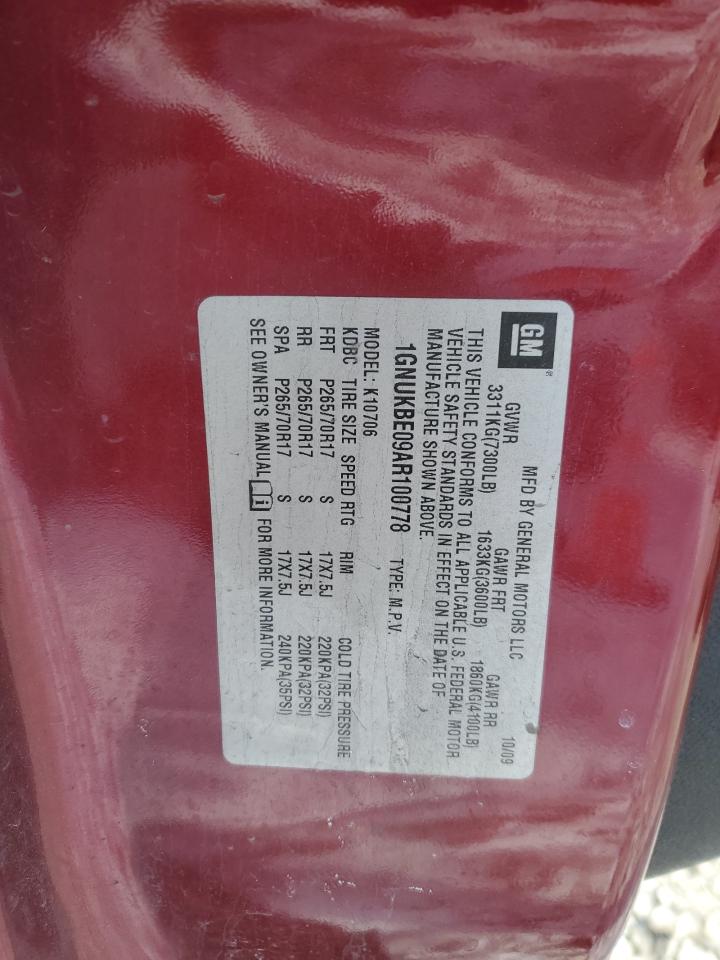 GM®
MFD BY GENERAL MOTORS LLC 10/09
GVWR GAWR FRT GAWR RR
3311KG(7300LB) 1633KG(3600LB) 1860KG(4100LB)
THIS VEHICLE CONFORMS TO ALL APPLICABLE U.S. FEDERAL MOTOR
VEHICLE SAFETY STANDARDS IN EFFECT ON THE DATE OF
MANUFACTURE SHOWN ABOVE.
1GNUKBE09AR100778 TYPE: M.P.V.
MODEL: K10706
KDBC TIRE SIZE SPEED RTG RIM COLD TIRE PRESSURE
FRT P265/70R17 S 17X7.5J 220KPA(32PSI)
RR P265/70R17 S 17X7.5J 220KPA(32PSI)
SPA P265/70R17 S 17X7.5J 240KPA(35PSI)
SEE OWNER'S MANUAL i FOR MORE INFORMATION.